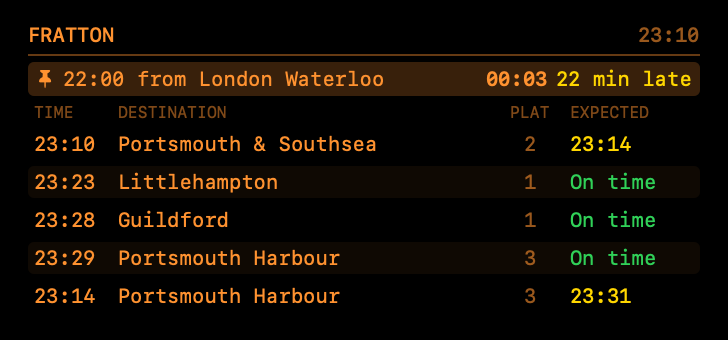 FRATTON 23:10
22:00 from London Waterloo 00:03 22 min late
TIME DESTINATION PLAT EXPECTED
23:10 Portsmouth & Southsea 2 23:14
23:23 Littlehampton 1 On time
23:28 Guildford 1 On time
23:29 Portsmouth Harbour 3 On time
23:14 Portsmouth Harbour 3 23:31